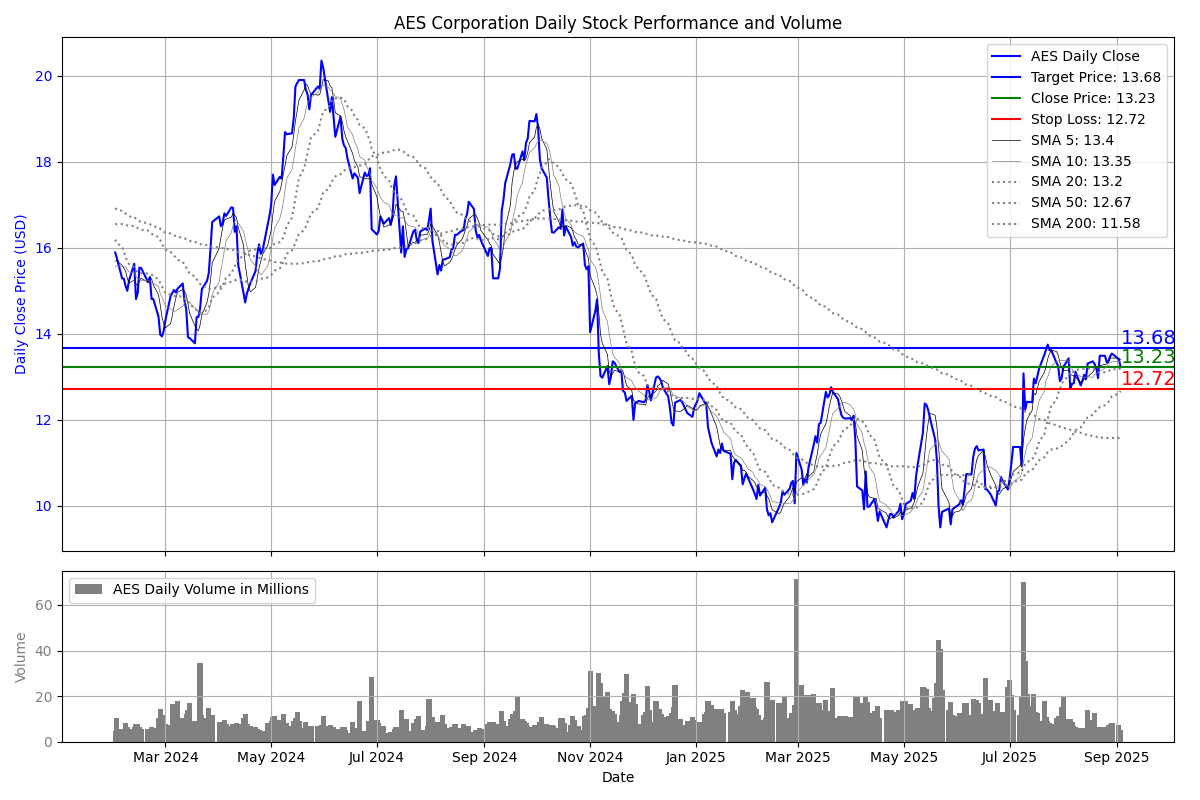 AES Corporation Daily Stock Performance and Volume
Daily Close Price (USD)
20
18
16
14
12
10
AES Daily Close
Target Price: 13.68
Close Price: 13.23
Stop Loss: 12.72
SMA 5: 13.4
SMA 10: 13.35
SMA 20: 13.2
SMA 50: 12.67
SMA 200: 11.58
13.68
13.23
12.72
AES Daily Volume in Millions
Volume
60
40
20
0
Mar 2024 May 2024 Jul 2024 Sep 2024 Nov 2024 Jan 2025 Mar 2025 May 2025 Jul 2025 Sep 2025
Date